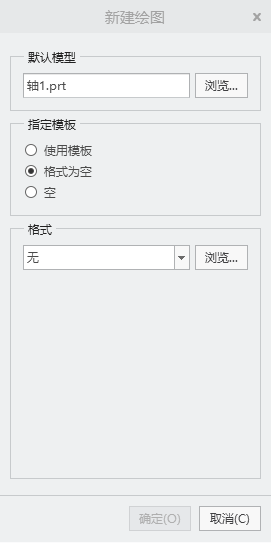 新建绘图
默认模型
轴1.prt 浏览...
指定模板
使用模板
格式为空
空
格式
无 浏览...
确定(O) 取消(C)